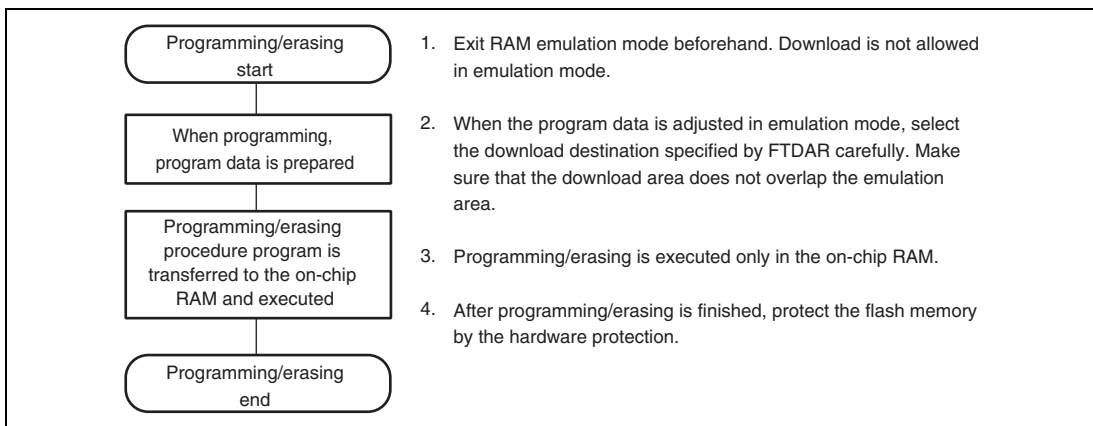 Programming/erasing
start
When programming,
program data is prepared
Programming/erasing
procedure program is
transferred to the on-chip
RAM and executed
Programming/erasing
end
1. Exit RAM emulation mode beforehand. Download is not allowed
in emulation mode.
2. When the program data is adjusted in emulation mode, select
the download destination specified by FTDAR carefully. Make
sure that the download area does not overlap the emulation
area.
3. Programming/erasing is executed only in the on-chip RAM.
4. After programming/erasing is finished, protect the flash memory
by the hardware protection.